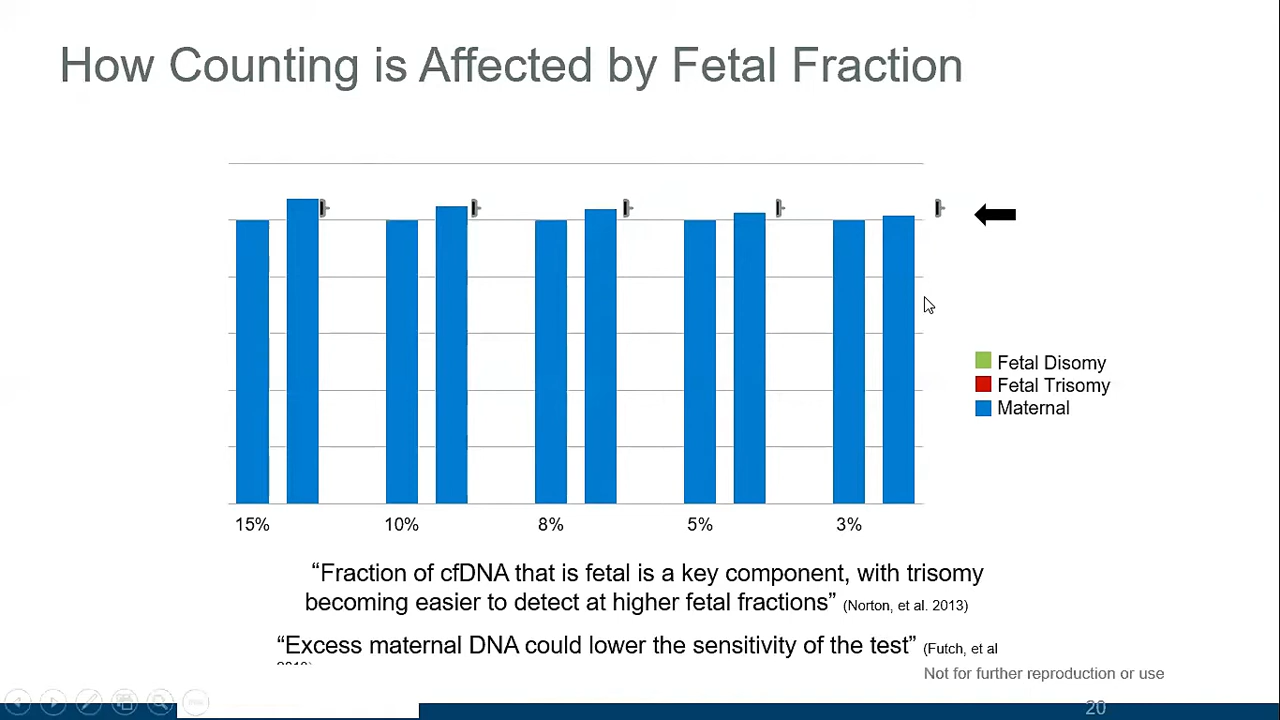 How Counting is Affected by Fetal Fraction
Fetal Disomy
Fetal Trisomy
Maternal
15% 10% 8% 5% 3%
“Fraction of cfDNA that is fetal is a key component, with trisomy
becoming easier to detect at higher fetal fractions” (Norton, et al. 2013)
“Excess maternal DNA could lower the sensitivity of the test” (Futch, et al
Not for further reproduction or use
20